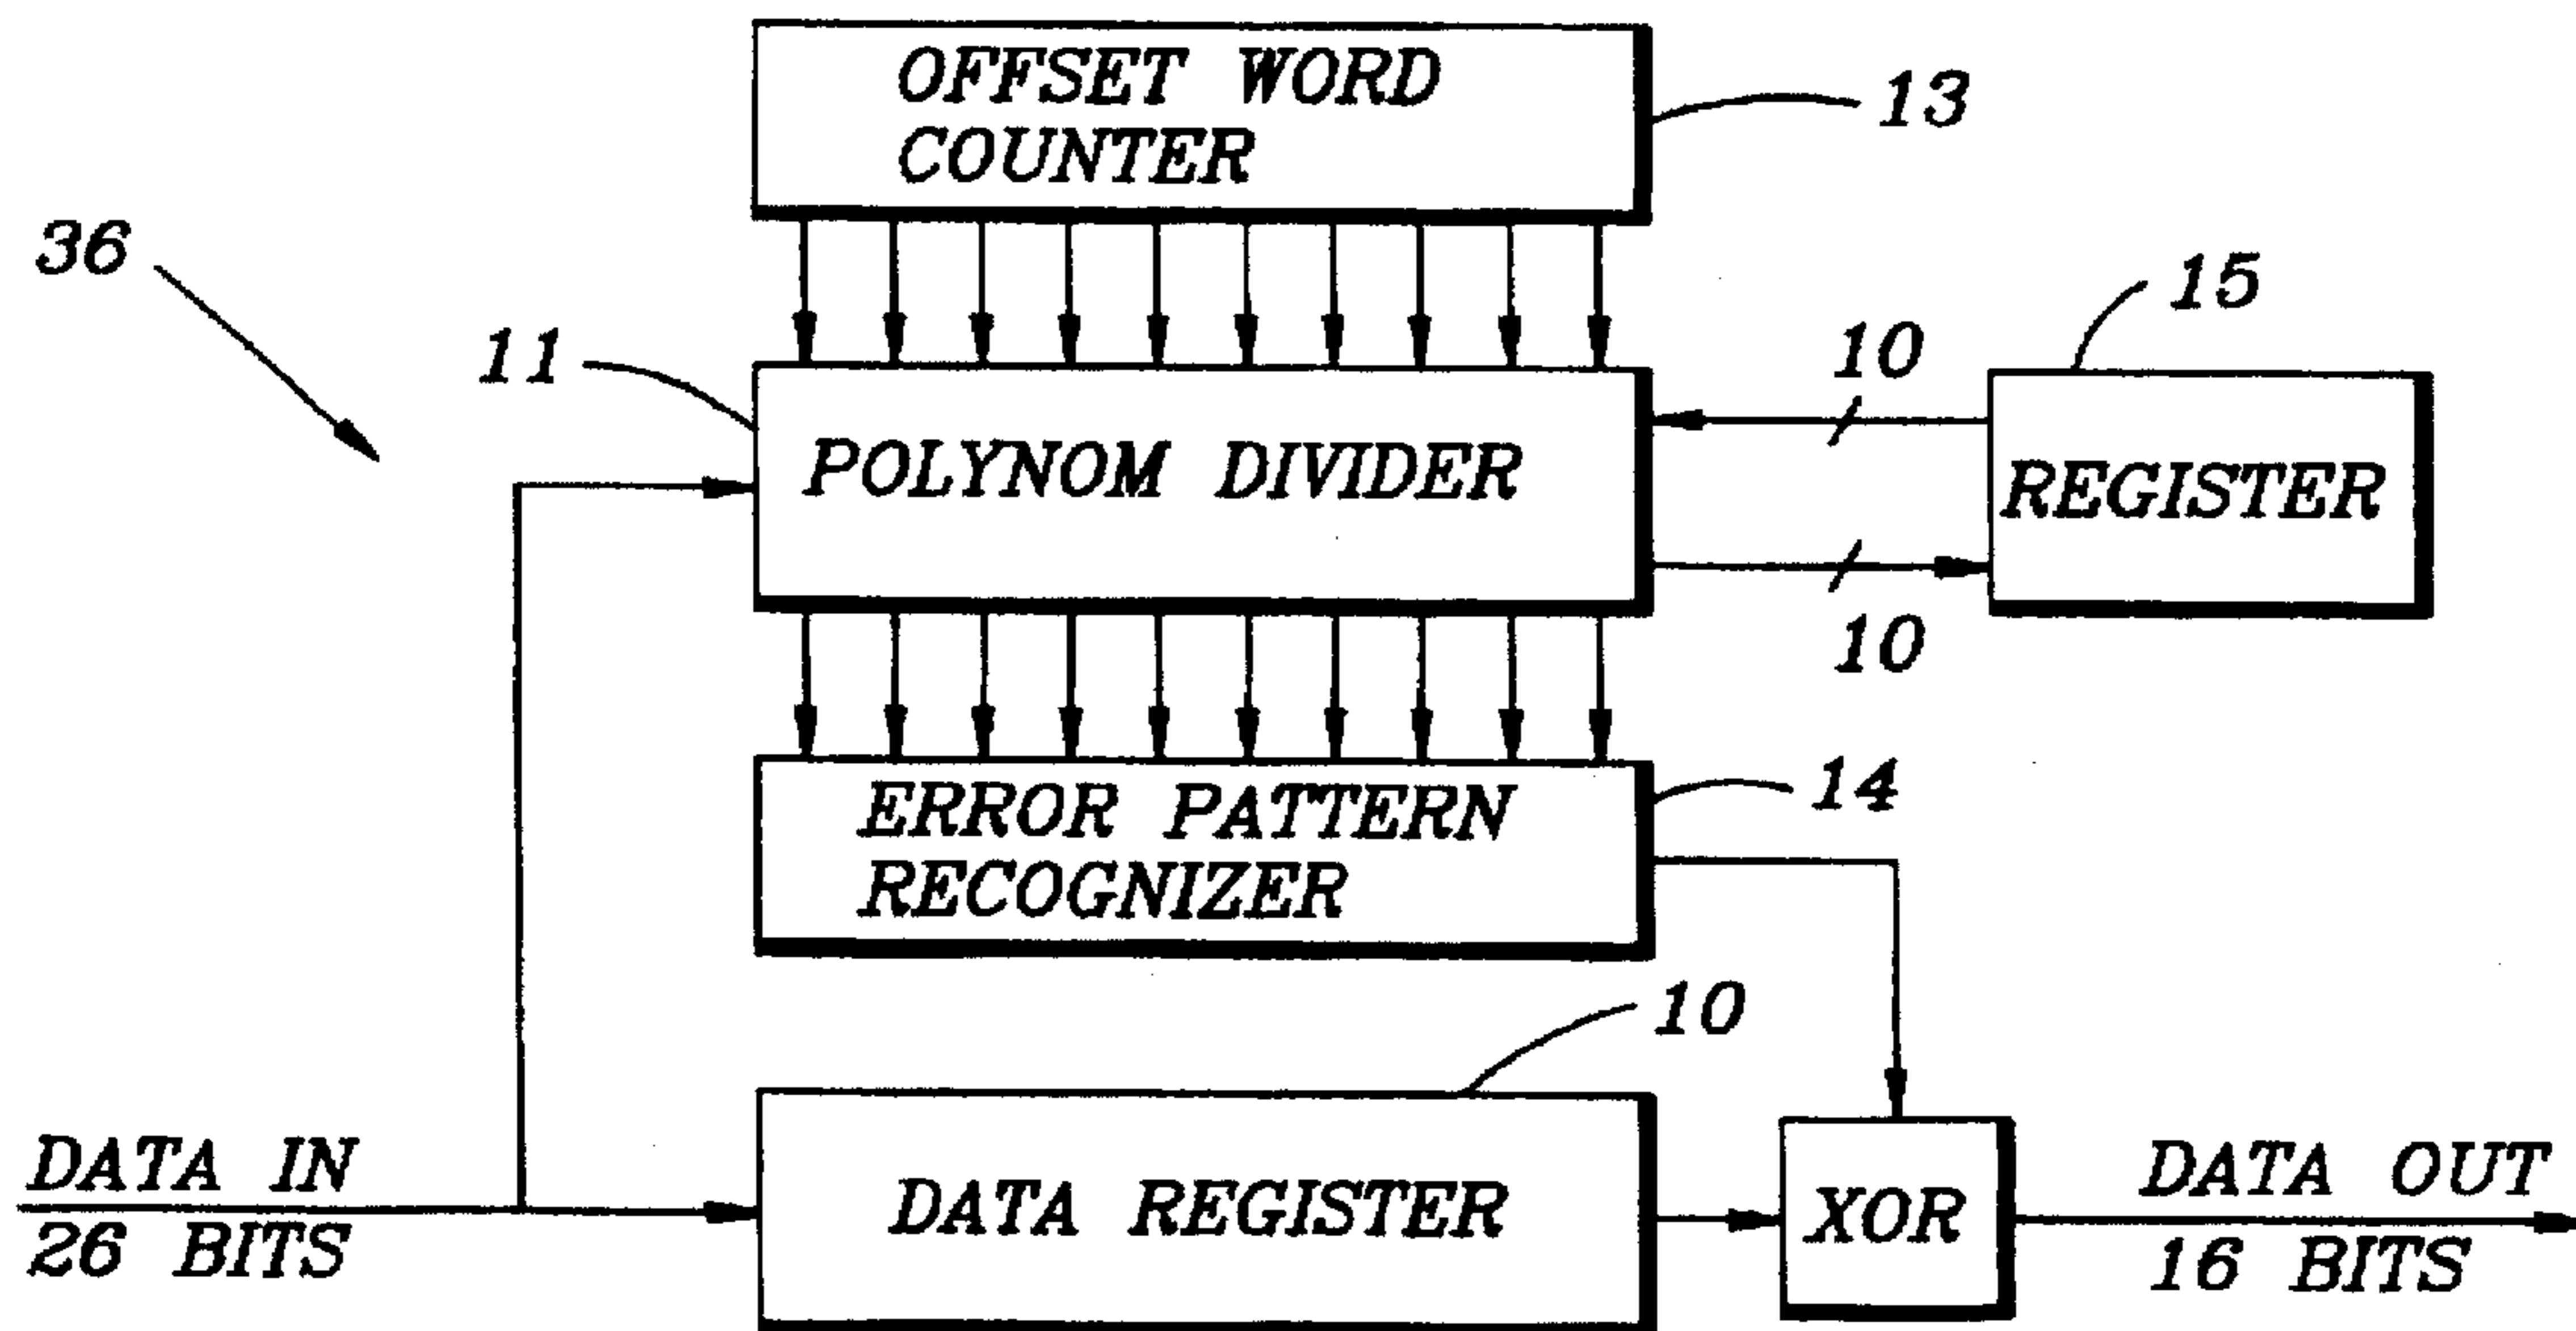 OFFSET WORD
COUNTER
13
36
11
15
10
POLYNOM DIVIDER
REGISTER
10
ERROR PATTERN
RECOGNIZER
14
10
DATA IN
26 BITS
DATA REGISTER
XOR
DATA OUT
16 BITS